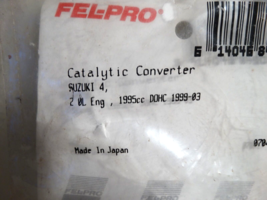 FEL-PRO
Catalytic Converter
SUZUKI 4,
2.0L Eng , 1995cc DOHC 1999-03
Made in Japan